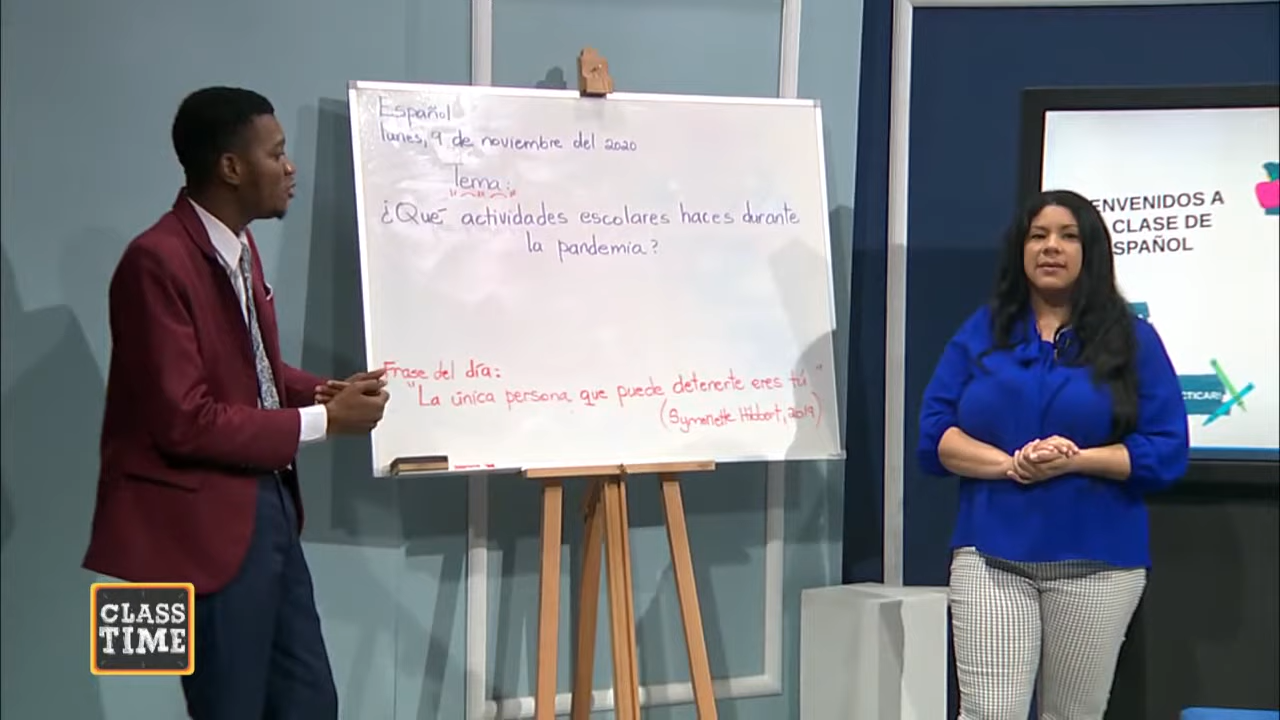 Español
lunes, 9 de noviembre del 2020
Tema:
¿Qué actividades escolares haces durante
la pandemia?
Frase del día:
"La única persona que puede detenerte eres tú."
(Symonette Hibbert, 2019)
ENVENIDOS A
CLASE DE
SPAÑOL
CTICAR
CLASS
TIME